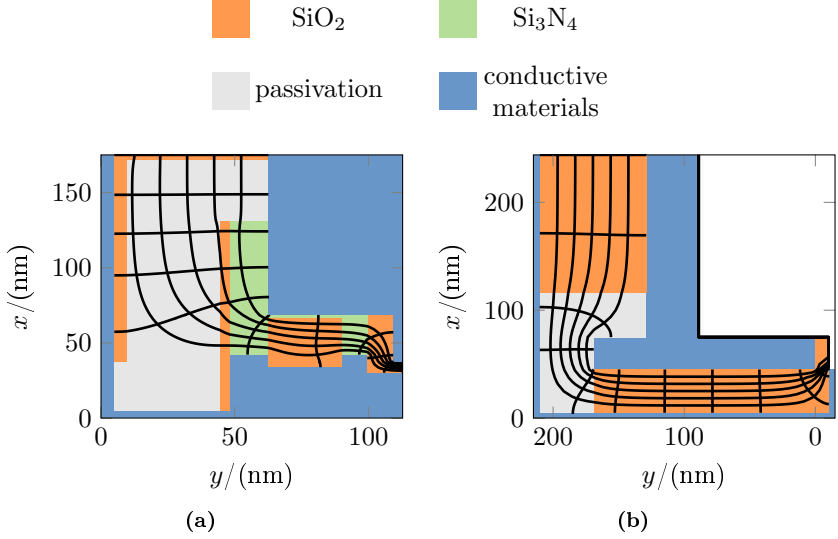 SiO₂
Si₃N₄
passivation
conductive
materials
150
100
50
0
x/(nm)
0
50
100
y/(nm)
(a)
200
100
0
x/(nm)
200
100
0
y/(nm)
(b)